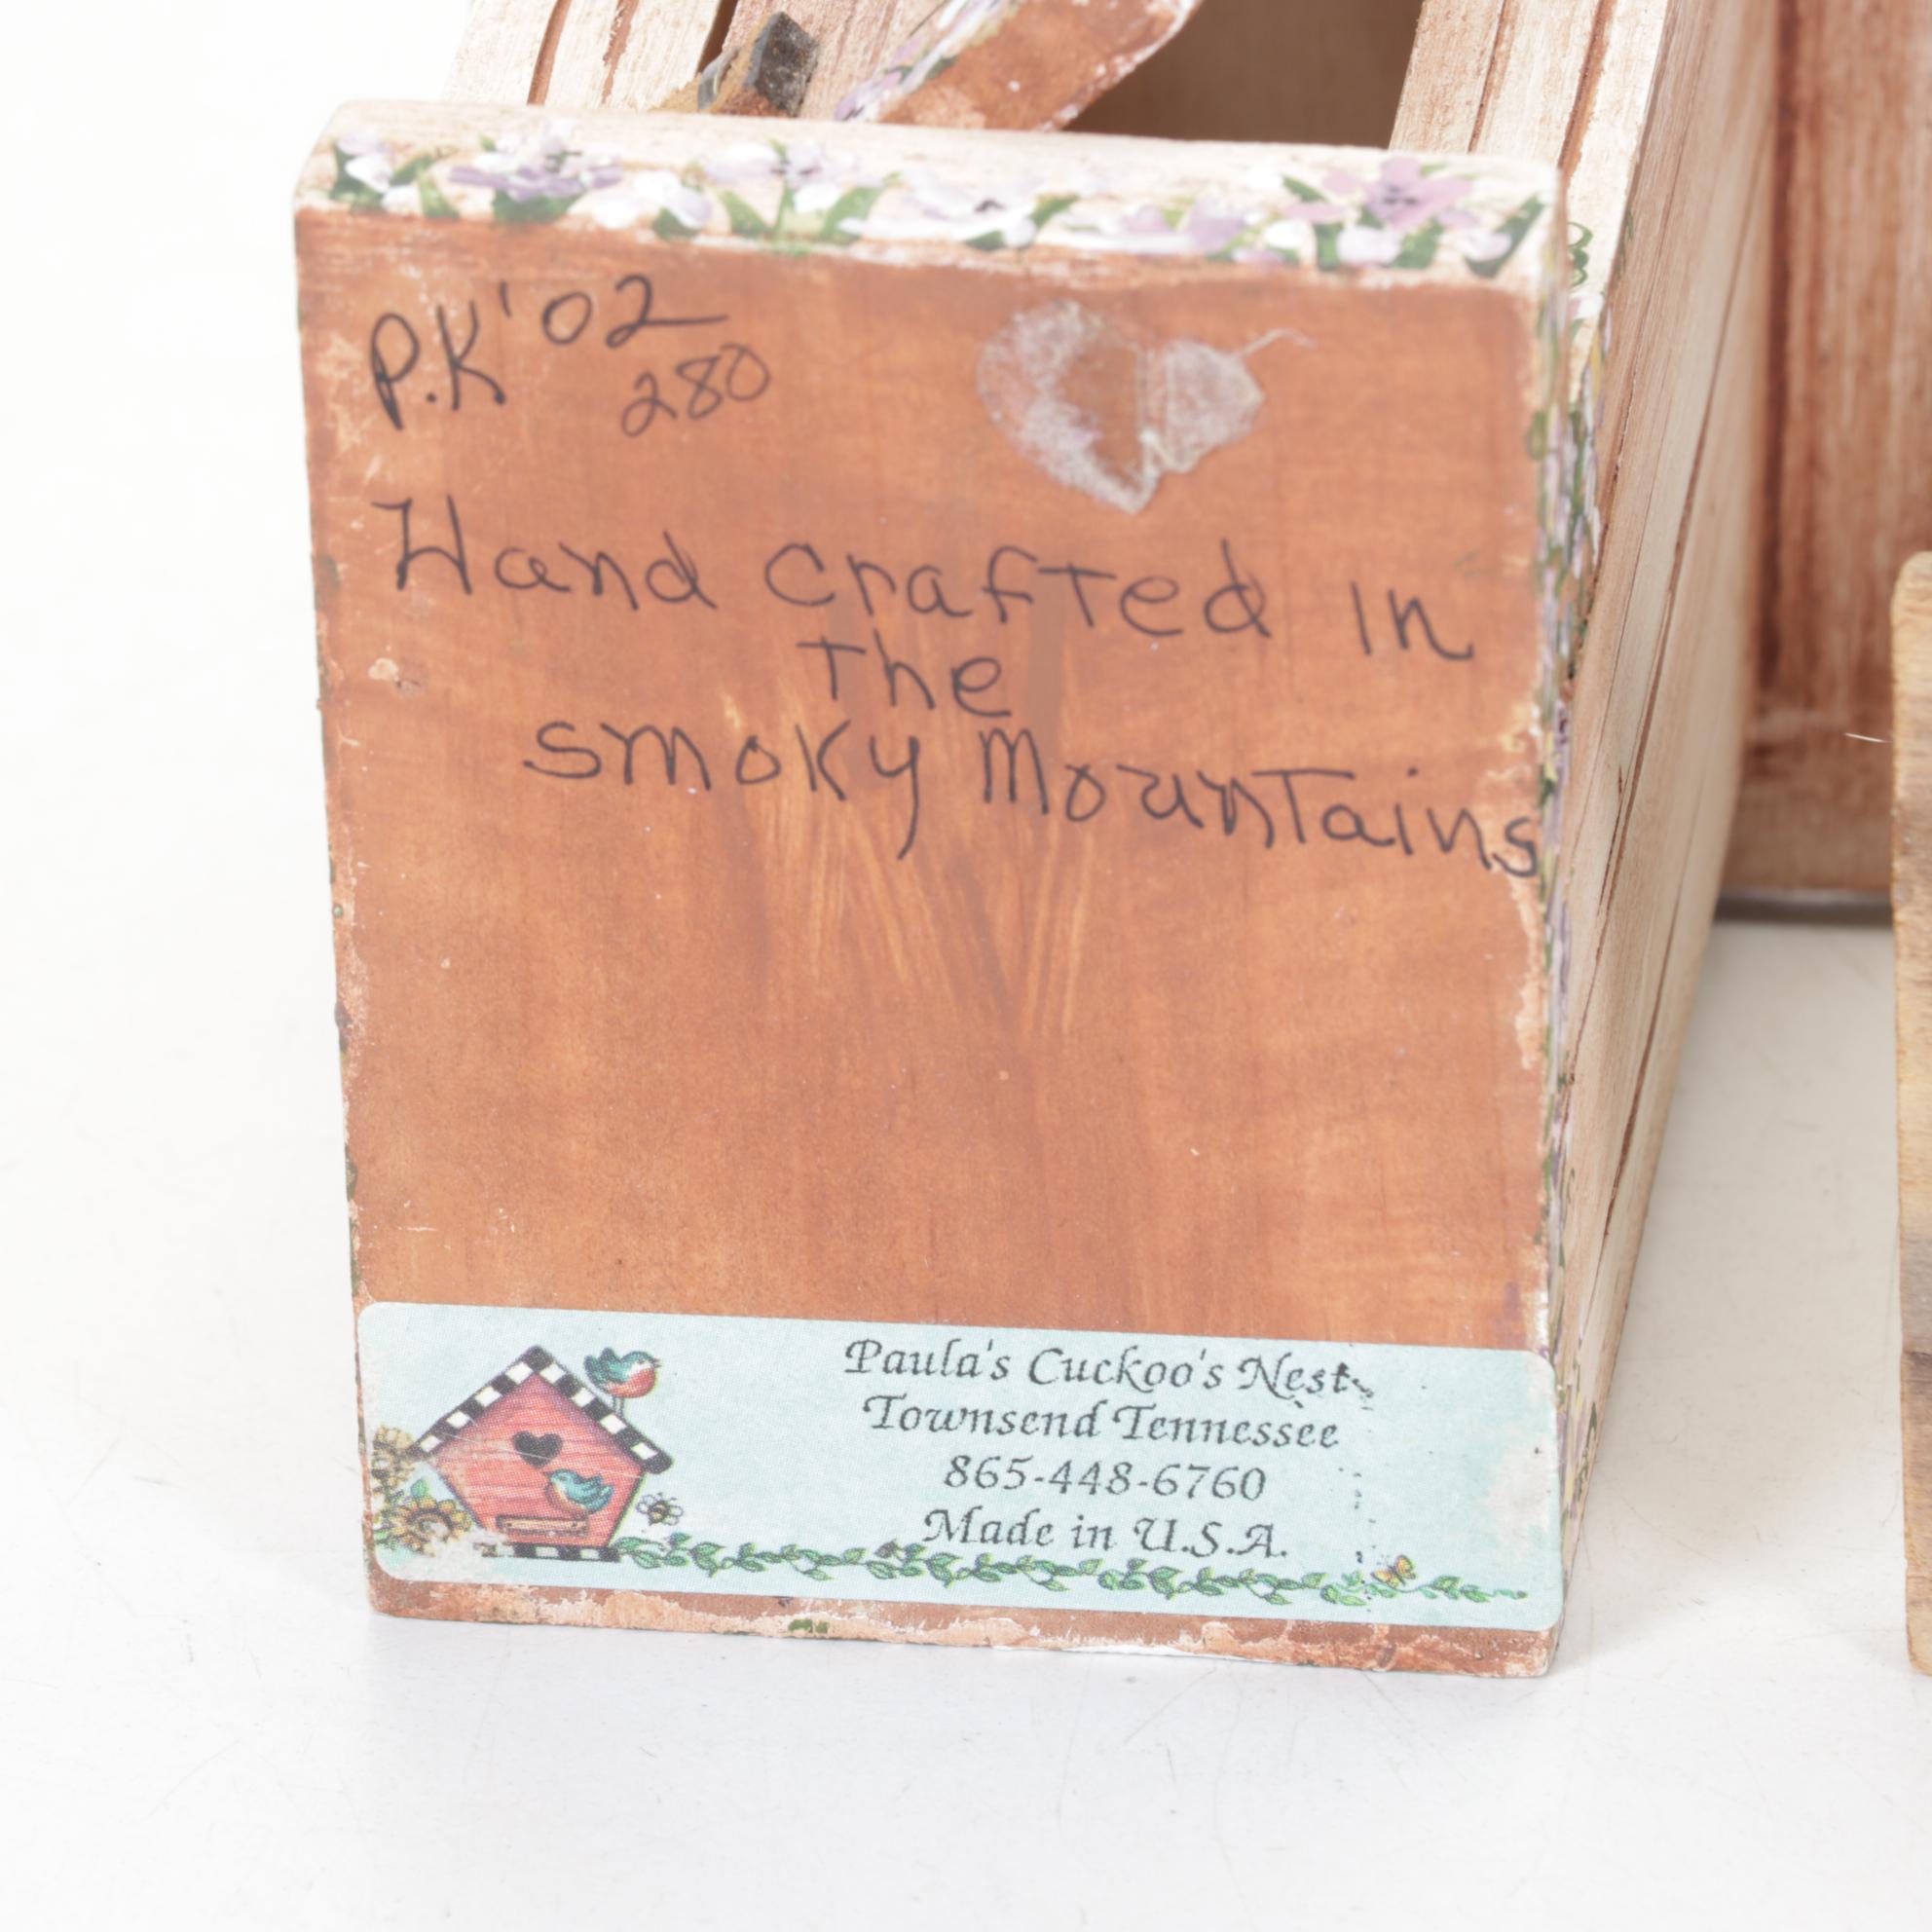 P.K '02
280
Hand crafted in
The
smoky Mountains
Paula's Cuckoo's Nest
Townsend Tennessee
865-448-6760
Made in U.S.A.